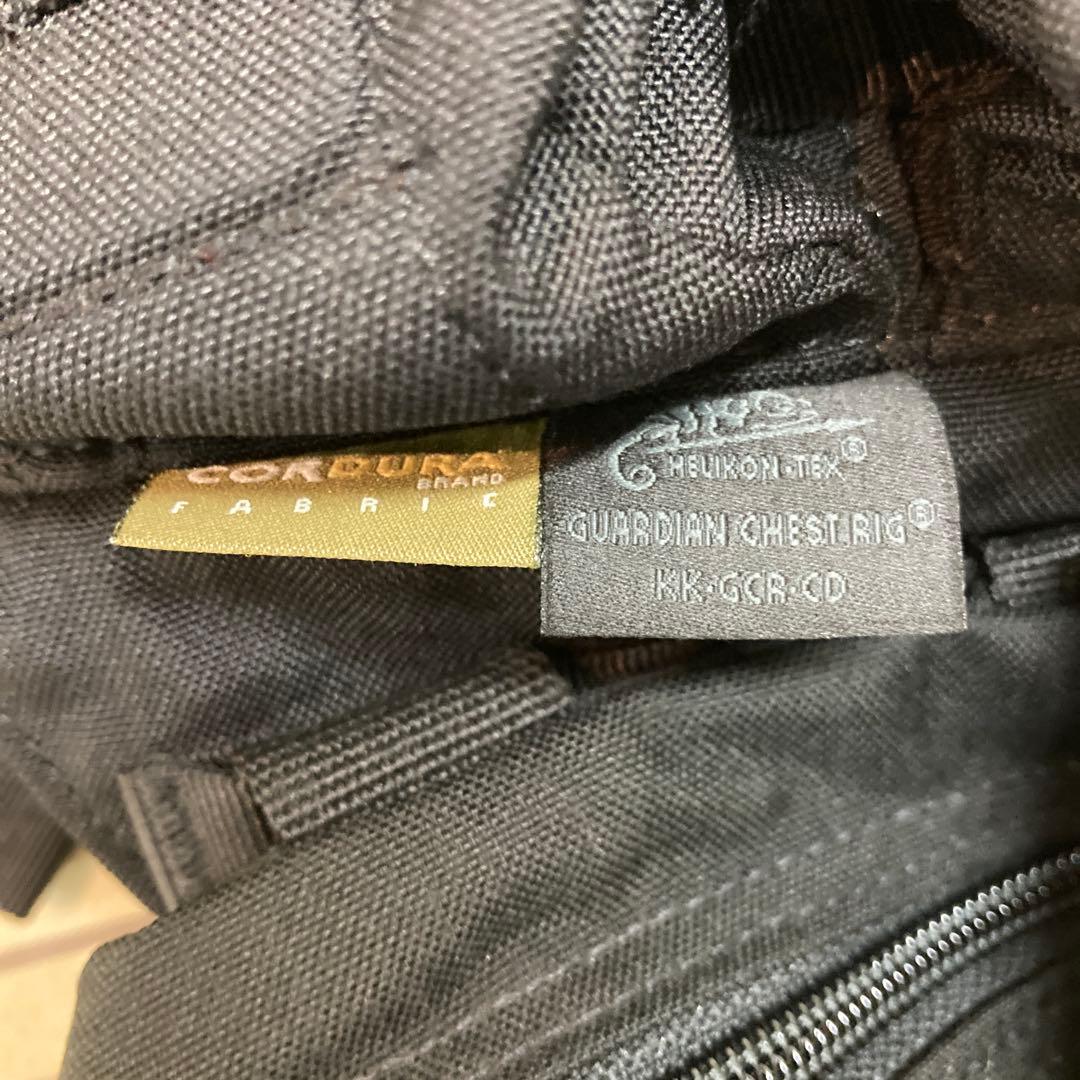 CORDURA
BRAND
FABRIC
HELIKON-TEX®
GUARDIAN CHEST RIG®
KK-GCR-CD